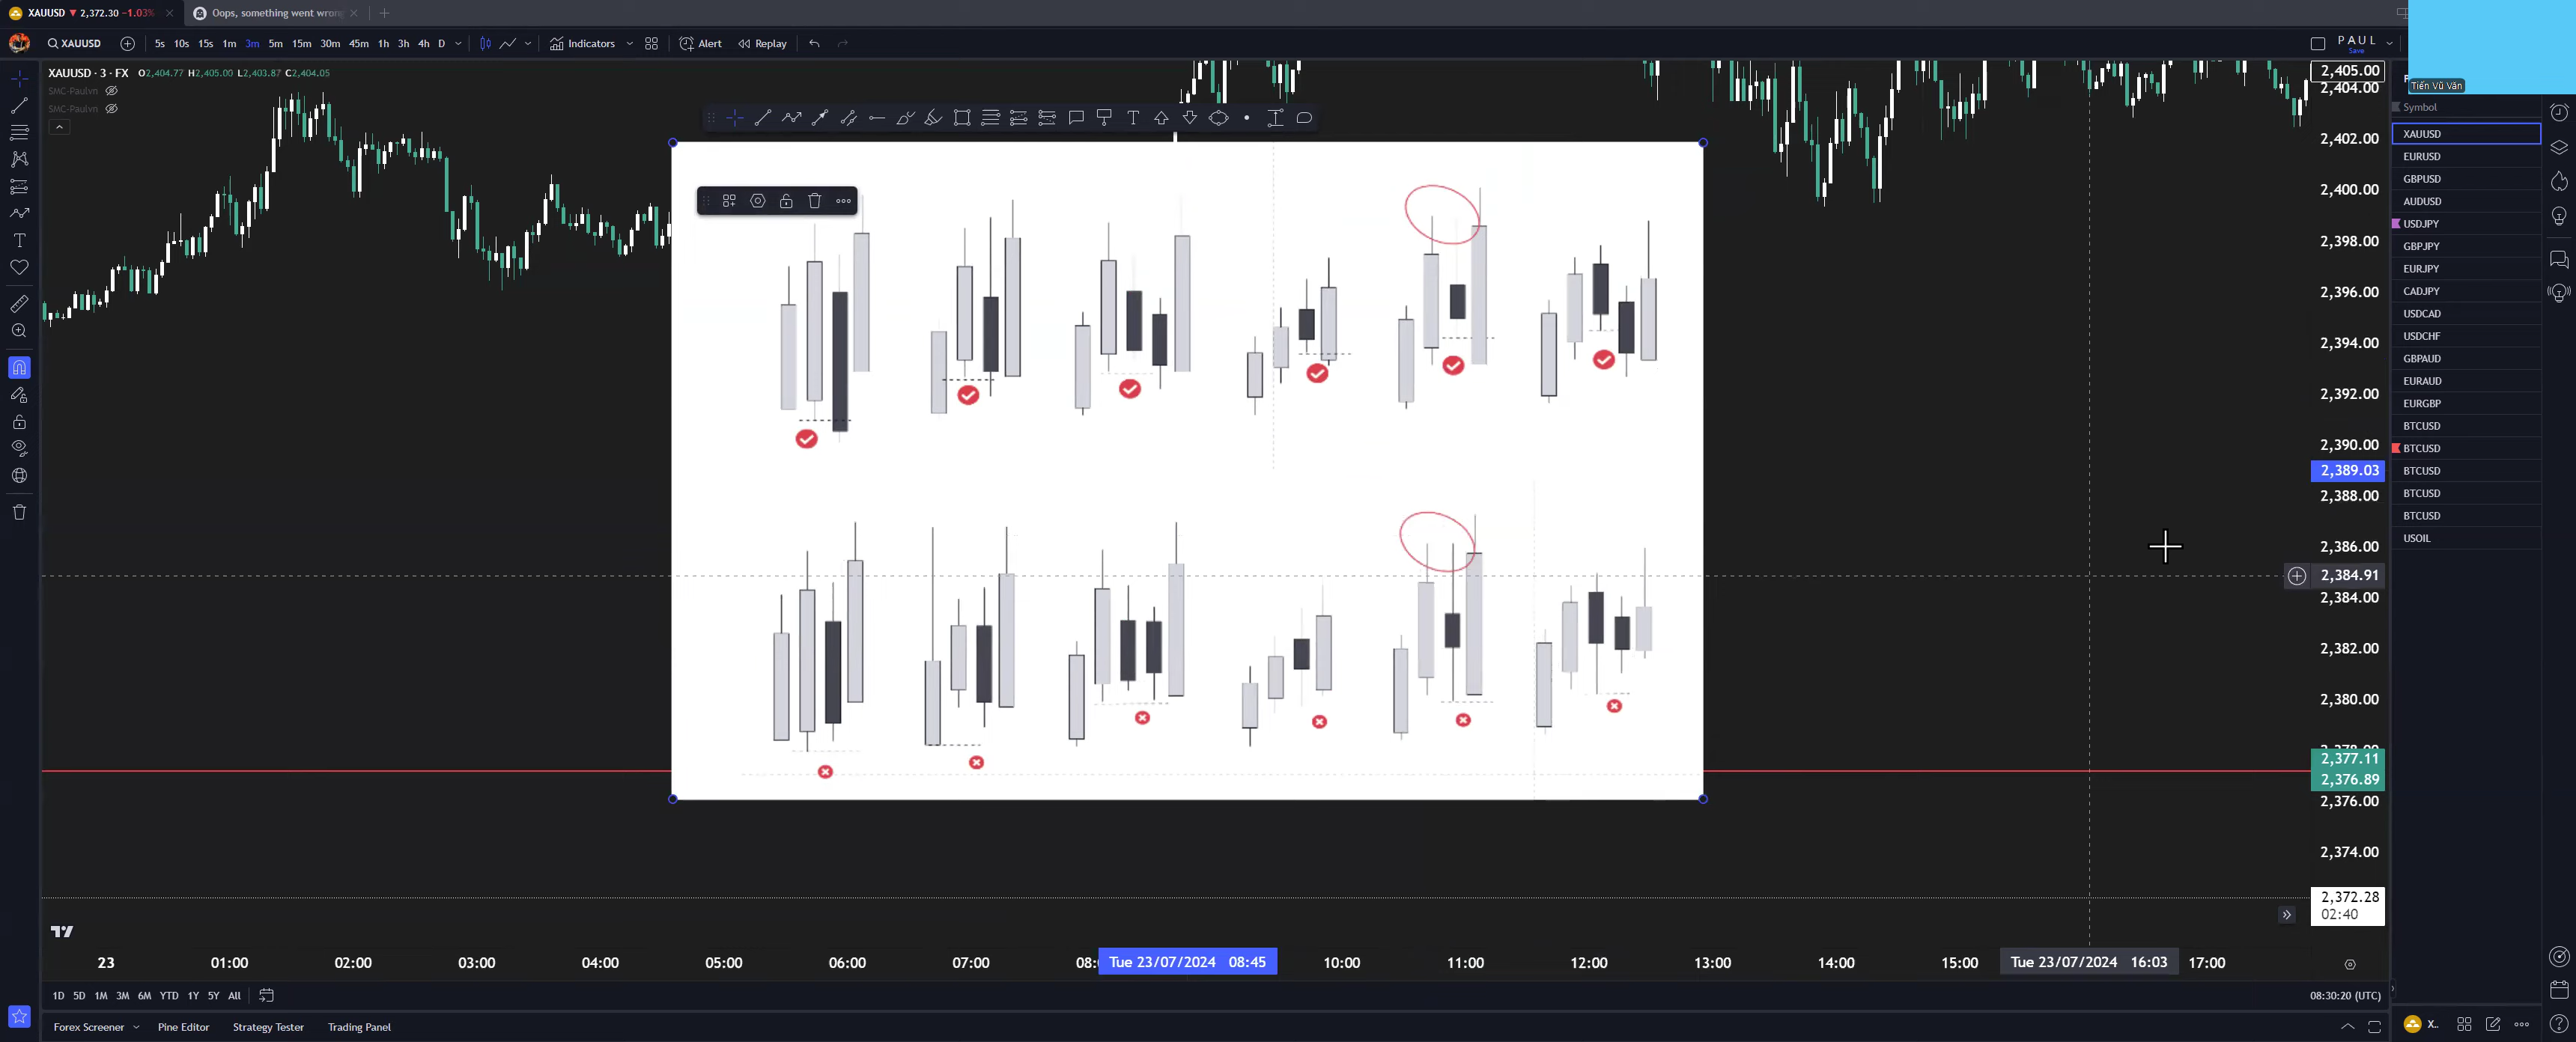 XAUUSD ▼ 2,372.30 −1.03%
Oops, something went wrong
XAUUSD 5s 10s 15s 1m 3m 5m 15m 30m 45m 1h 3h 4h D Indicators Alert Replay
PAUL
Save
Tiến Vũ Văn
XAUUSD · 3 · FX O2,404.77 H2,405.00 L2,403.87 C2,404.05
SMC-Paulvn
SMC-Paulvn
2,405.00
2,404.00
2,402.00
2,400.00
2,398.00
2,396.00
2,394.00
2,392.00
2,390.00
2,389.03
2,388.00
2,386.00
2,384.91
2,384.00
2,382.00
2,380.00
2,378.00
2,377.11
2,376.89
2,376.00
2,374.00
2,372.28
02:40
Symbol
XAUUSD
EURUSD
GBPUSD
AUDUSD
USDJPY
GBPJPY
EURJPY
CADJPY
USDCAD
USDCHF
GBPAUD
EURAUD
EURGBP
BTCUSD
BTCUSD
BTCUSD
BTCUSD
BTCUSD
USOIL
23 01:00 02:00 03:00 04:00 05:00 06:00 07:00 08: Tue 23/07/2024 08:45 10:00 11:00 12:00 13:00 14:00 15:00 Tue 23/07/2024 16:03 17:00
1D 5D 1M 3M 6M YTD 1Y 5Y All
08:30:20 (UTC)
Forex Screener Pine Editor Strategy Tester Trading Panel
X..